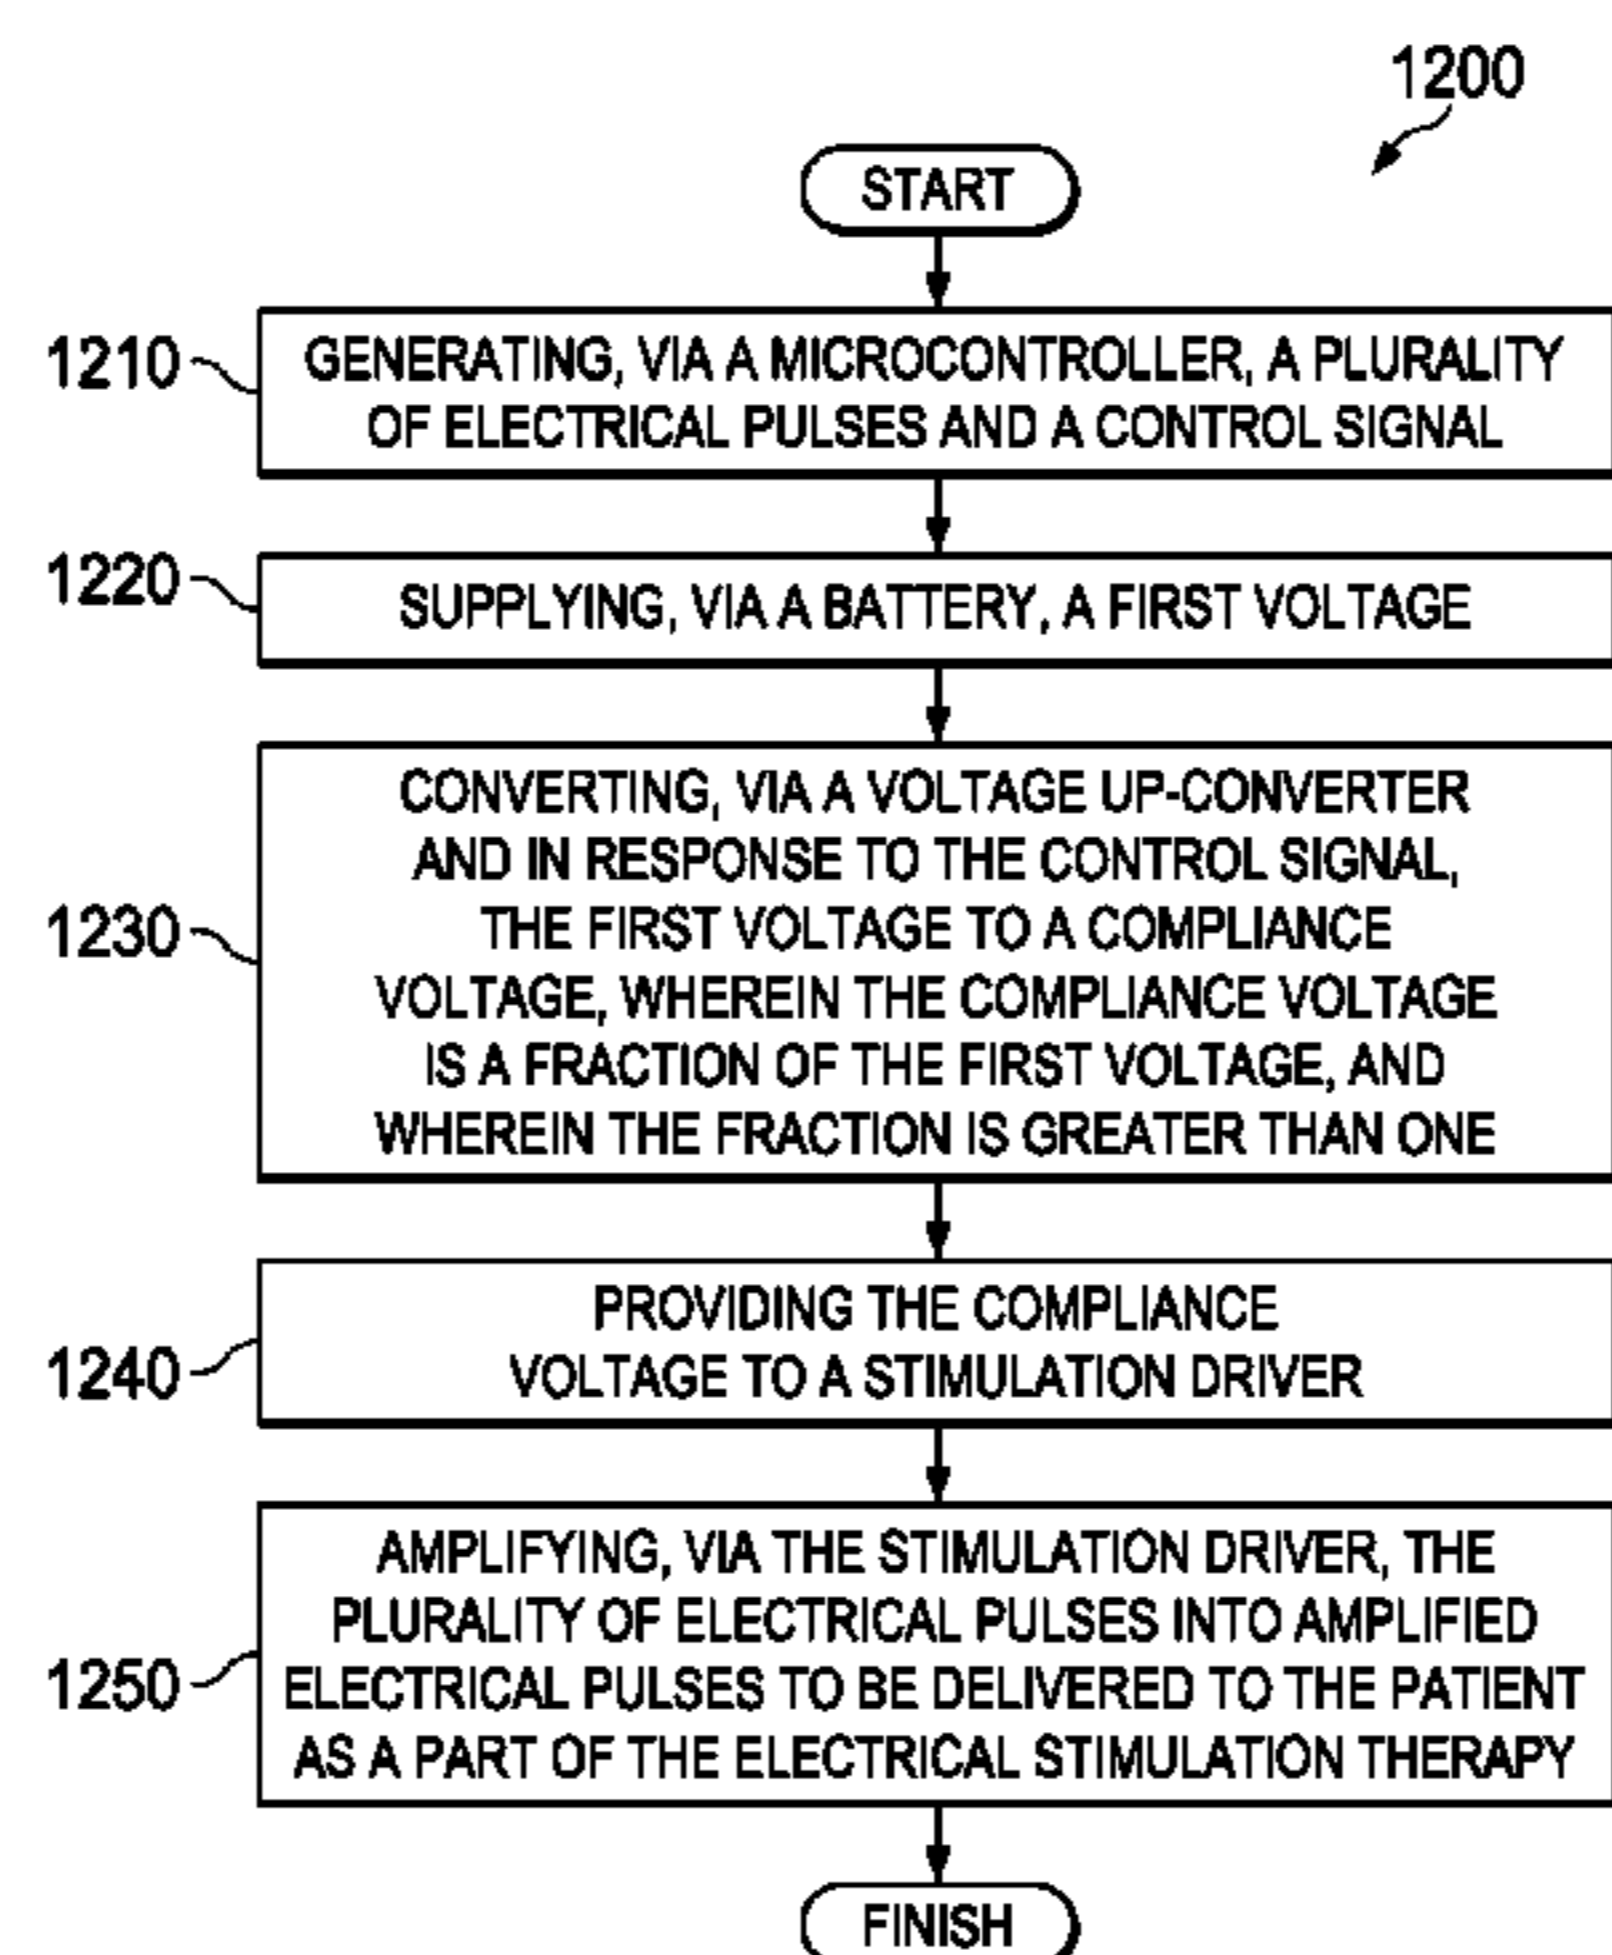 1200
START
1210
GENERATING, VIA A MICROCONTROLLER, A PLURALITY
OF ELECTRICAL PULSES AND A CONTROL SIGNAL
1220
SUPPLYING, VIA A BATTERY, A FIRST VOLTAGE
1230
CONVERTING, VIA A VOLTAGE UP-CONVERTER
AND IN RESPONSE TO THE CONTROL SIGNAL,
THE FIRST VOLTAGE TO A COMPLIANCE
VOLTAGE, WHEREIN THE COMPLIANCE VOLTAGE
IS A FRACTION OF THE FIRST VOLTAGE, AND
WHEREIN THE FRACTION IS GREATER THAN ONE
1240
PROVIDING THE COMPLIANCE
VOLTAGE TO A STIMULATION DRIVER
1250
AMPLIFYING, VIA THE STIMULATION DRIVER, THE
PLURALITY OF ELECTRICAL PULSES INTO AMPLIFIED
ELECTRICAL PULSES TO BE DELIVERED TO THE PATIENT
AS A PART OF THE ELECTRICAL STIMULATION THERAPY
FINISH